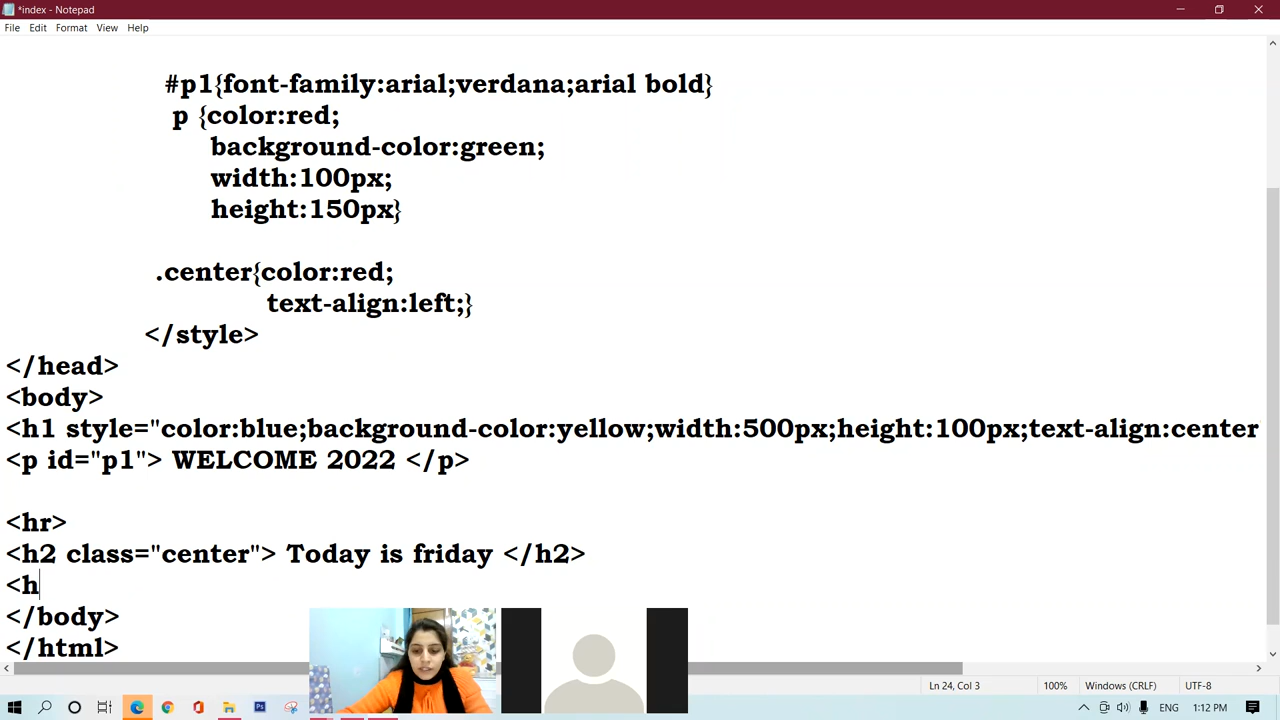 *index - Notepad
File Edit Format View Help
#p1{font-family:arial;verdana;arial bold}
p {color:red;
background-color:green;
width:100px;
height:150px}
.center{color:red;
text-align:left;}
</style>
</head>
<body>
<h1 style="color:blue;background-color:yellow;width:500px;height:100px;text-align:center
<p id="p1"> WELCOME 2022 </p>
<hr>
<h2 class="center"> Today is friday </h2>
<h
</body>
</html>
Ln 24, Col 3 100% Windows (CRLF) UTF-8
ENG 1:12 PM